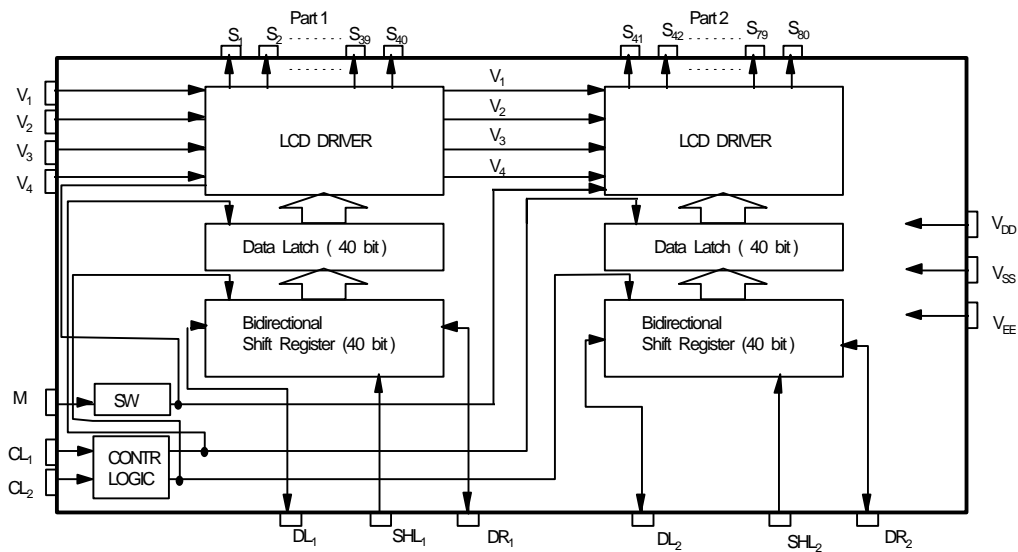 Part 1
Part 2
S1 S2 ........ S39 S40
S41 S42 ........ S79 S80
........
........
V1
V2
V3
V4
V1
V2
V3
V4
LCD DRIVER
LCD DRIVER
Data Latch ( 40 bit)
Data Latch ( 40 bit)
Bidirectional
Shift Register (40 bit)
Bidirectional
Shift Register (40 bit)
VDD
VSS
VEE
M
SW
CL1
CL2
CONTR
LOGIC
DL1
SHL1
DR1
DL2
SHL2
DR2